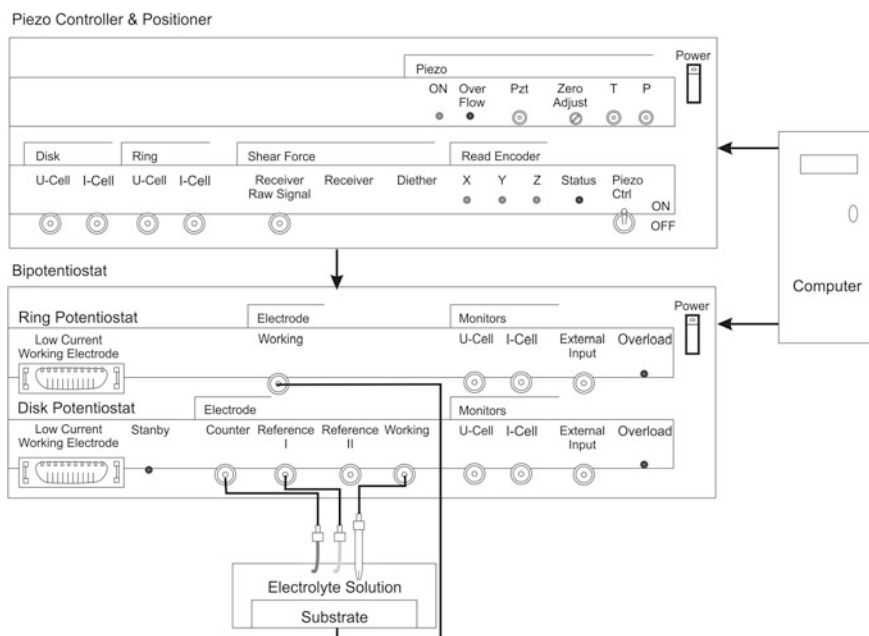 Piezo Controller & Positioner
Power
Piezo
ON Over Flow Pzt Zero Adjust T P
Disk Ring Shear Force Read Encoder
U-Cell I-Cell U-Cell I-Cell Receiver Raw Signal Receiver Diether X Y Z Status Piezo Ctrl
ON
OFF
Computer
Bipotentiostat
Power
Ring Potentiostat Electrode Monitors
Low Current Working Electrode Working U-Cell I-Cell External Input Overload
Disk Potentiostat Electrode Monitors
Low Current Working Electrode Stanby Counter Reference I Reference II Working U-Cell I-Cell External Input Overload
Electrolyte Solution
Substrate